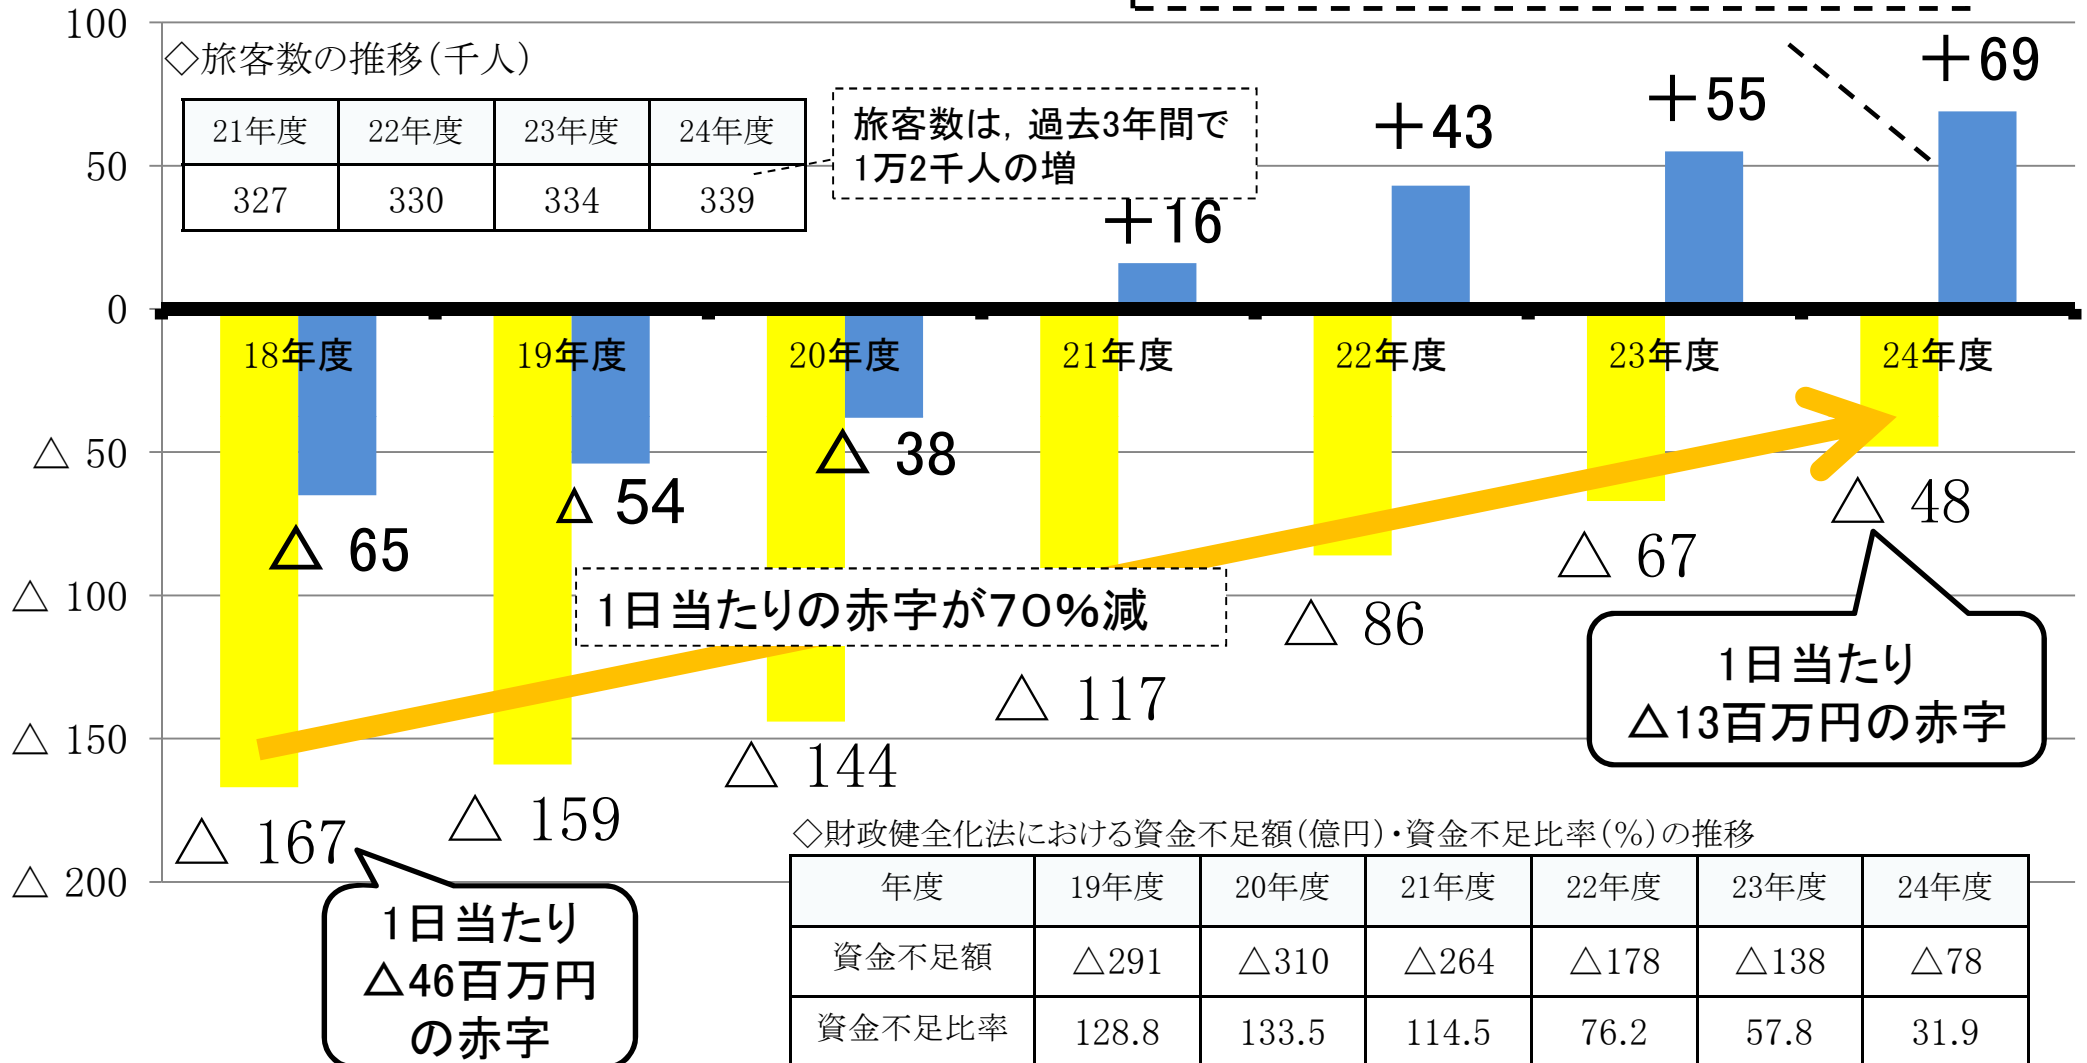 100
50
0
△ 50
△ 100
△ 150
△ 200
◇旅客数の推移(千人)
21年度 22年度 23年度 24年度
327 330 334 339
旅客数は，過去3年間で
1万2千人の増
+16
+43
+55
+69
18年度 19年度 20年度 21年度 22年度 23年度 24年度
△ 65
△ 54
△ 38
1日当たりの赤字が70%減
△ 167
△ 159
△ 144
△ 117
△ 86
△ 67
△ 48
1日当たり
△46百万円
の赤字
1日当たり
△13百万円の赤字
◇財政健全化法における資金不足額(億円)・資金不足比率(%)の推移
年度 19年度 20年度 21年度 22年度 23年度 24年度
資金不足額 △291 △310 △264 △178 △138 △78
資金不足比率 128.8 133.5 114.5 76.2 57.8 31.9